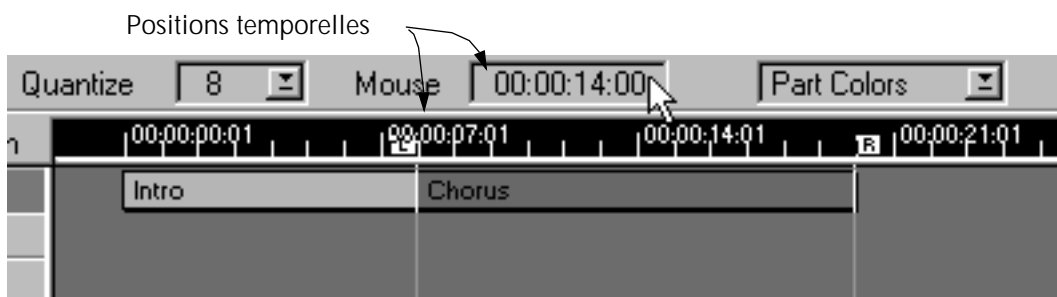 Positions temporelles
Quantize 8 Mouse 00:00:14:00 Part Colors
n 00:00:00:01 00:00:07:01 00:00:14:01 00:00:21:01
L R
Intro Chorus